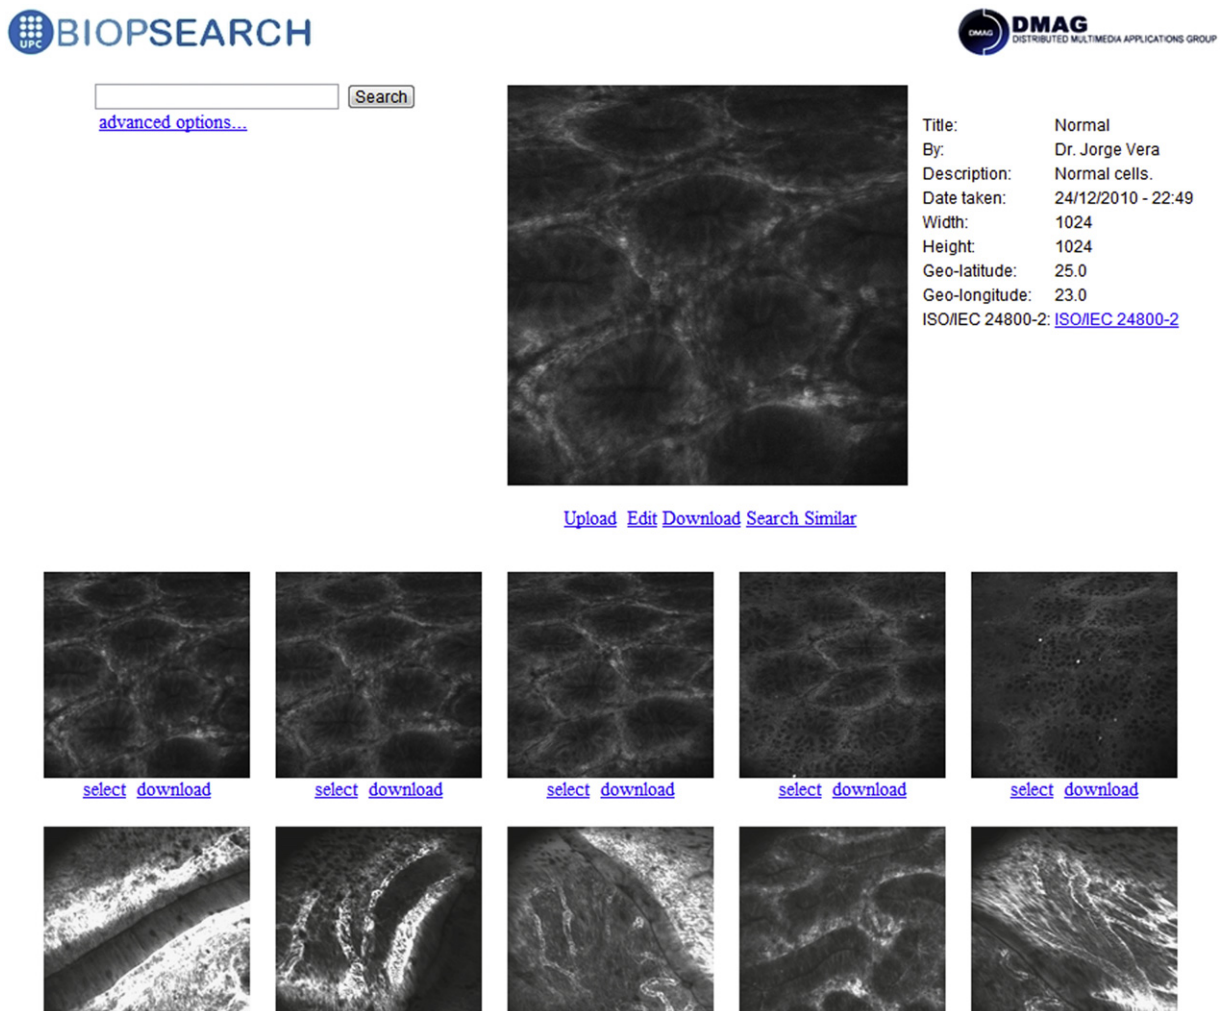 UPC BIOPSEARCH
DMAG DMAG
DISTRIBUTED MULTIMEDIA APPLICATIONS GROUP
Search
advanced options...
Title: Normal
By: Dr. Jorge Vera
Description: Normal cells.
Date taken: 24/12/2010 - 22:49
Width: 1024
Height: 1024
Geo-latitude: 25.0
Geo-longitude: 23.0
ISO/IEC 24800-2: ISO/IEC 24800-2
Upload Edit Download Search Similar
select download select download select download select download select download